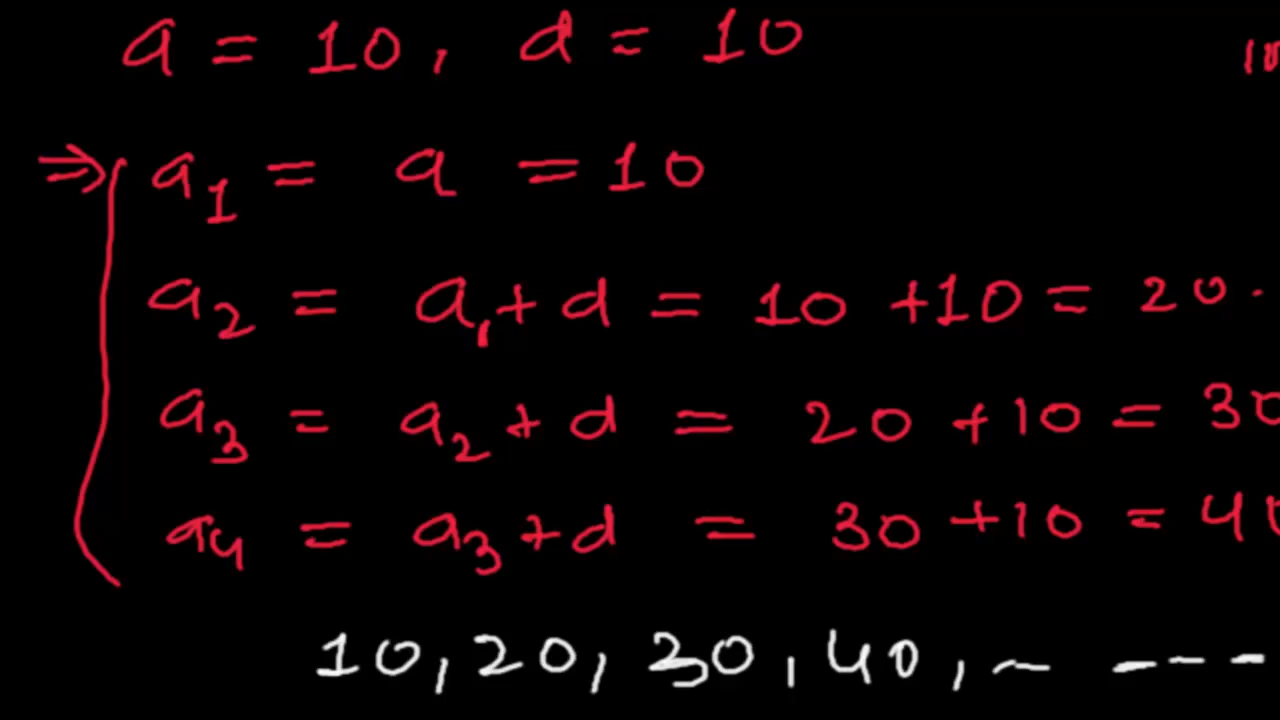 a = 10, d = 10
⇒ a₁ = a = 10
a₂ = a₁ + d = 10 + 10 = 20.
a₃ = a₂ + d = 20 + 10 = 30
a₄ = a₃ + d = 30 + 10 = 40
10, 20, 30, 40, ~ ---